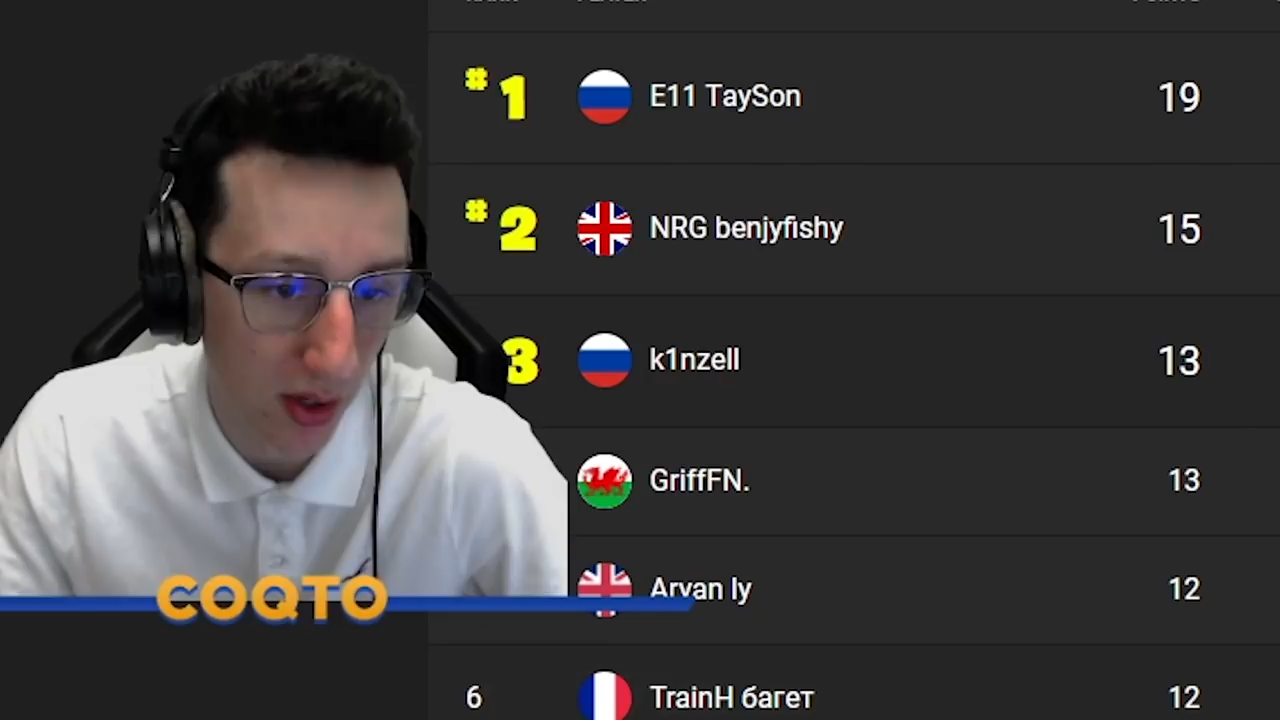 #1 E11 TaySon 19
#2 NRG benjyfishy 15
3 k1nzell 13
GriffFN. 13
Arvan ly 12
6 TrainH багет 12
COQTO